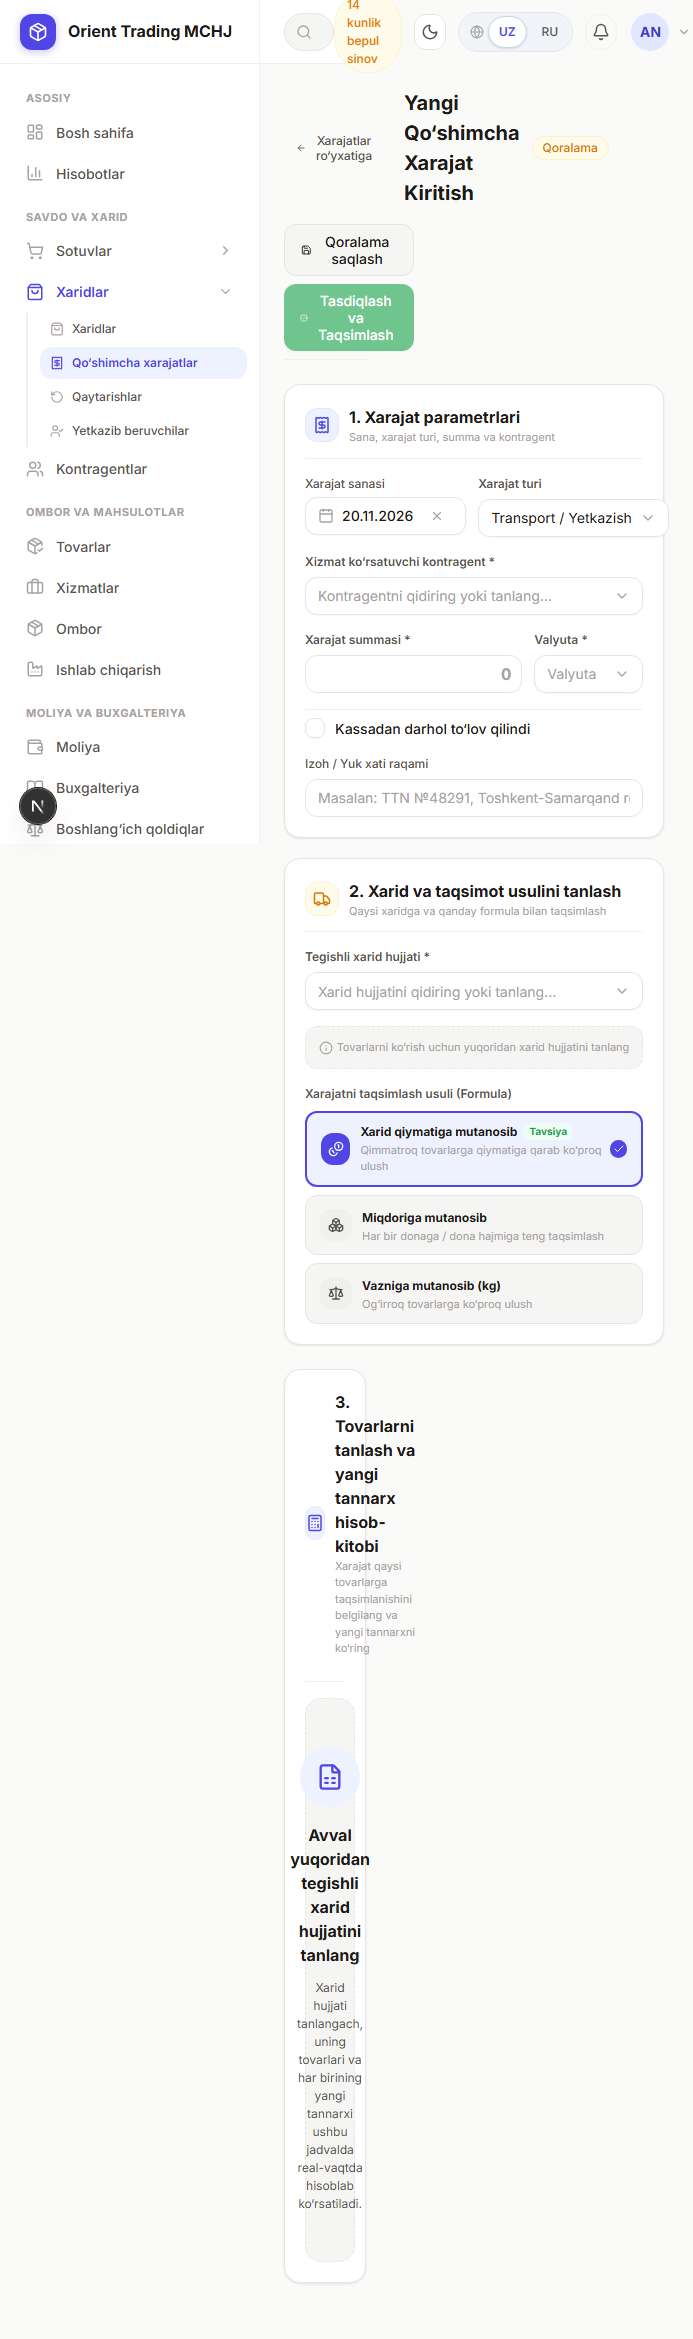 Orient Trading MCHJ
14
kunlik
bepul
sinov
UZ
RU
AN
ASOSIY
Bosh sahifa
Hisobotlar
SAVDO VA XARID
Sotuvlar
Xaridlar
Xaridlar
Qo‘shimcha xarajatlar
Qaytarishlar
Yetkazib beruvchilar
Kontragentlar
OMBOR VA MAHSULOTLAR
Tovarlar
Xizmatlar
Ombor
Ishlab chiqarish
MOLIYA VA BUXGALTERIYA
Moliya
Buxgalteriya
N
Boshlang‘ich qoldiqlar
Xarajatlar
ro‘yxatiga
Yangi
Qo‘shimcha
Xarajat
Kiritish
Qoralama
Qoralama
saqlash
Tasdiqlash
va
Taqsimlash
1. Xarajat parametrlari
Sana, xarajat turi, summa va kontragent
Xarajat sanasi
Xarajat turi
20.11.2026
Transport / Yetkazish
Xizmat ko‘rsatuvchi kontragent *
Kontragentni qidiring yoki tanlang...
Xarajat summasi *
Valyuta *
0
Valyuta
Kassadan darhol to‘lov qilindi
Izoh / Yuk xati raqami
Masalan: TTN №48291, Toshkent-Samarqand
2. Xarid va taqsimot usulini tanlash
Qaysi xaridga va qanday formula bilan taqsimlash
Tegishli xarid hujjati *
Xarid hujjatini qidiring yoki tanlang...
Tovarlarni ko‘rish uchun yuqoridan xarid hujjatini tanlang
Xarajatni taqsimlash usuli (Formula)
Xarid qiymatiga mutanosib Tavsiya
Qimmatroq tovarlarga qiymatiga qarab ko‘proq
ulush
Miqdoriga mutanosib
Har bir donaga / dona hajmiga teng taqsimlash
Vazniga mutanosib (kg)
Og‘irroq tovarlarga ko‘proq ulush
3.
Tovarlarni
tanlash va
yangi
tannarx
hisob-
kitobi
Xarajat qaysi
tovarlarga
taqsimlanishini
belgilang va
yangi tannarxni
ko‘ring
Avval
yuqoridan
tegishli
xarid
hujjatini
tanlang
Xarid
hujjati
tanlangach,
uning
tovarlari va
har birining
yangi
tannarxi
ushbu
jadvalda
real-vaqtda
hisoblab
ko‘rsatiladi.